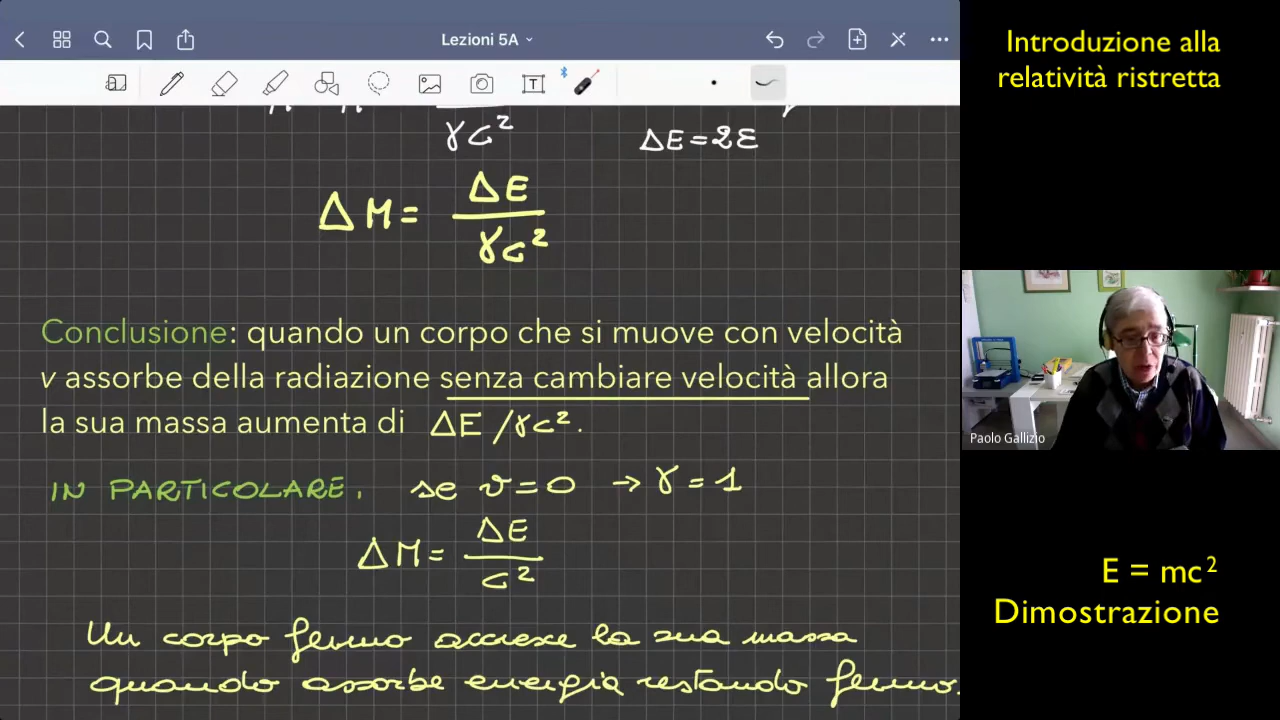 Lezioni 5A
T
γc²
ΔE=2E
ΔM= ΔE
γc²
Conclusione: quando un corpo che si muove con velocità
v assorbe della radiazione senza cambiare velocità allora
la sua massa aumenta di ΔE/γc².
IN PARTICOLARE. se v=0 → γ=1
ΔM= ΔE
c²
Un corpo fermo accresce la sua massa
quando assorbe energia restando fermo.
Introduzione alla
relatività ristretta
Paolo Gallizio
E = mc²
Dimostrazione